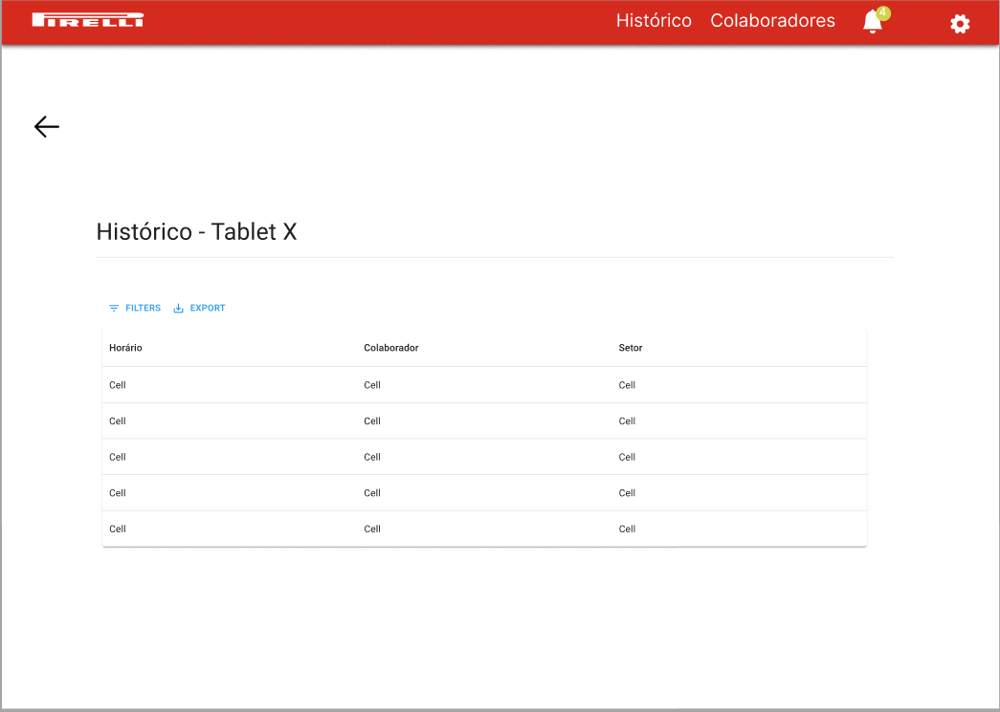 PIRELLI Histórico Colaboradores 4
Histórico - Tablet X
FILTERS EXPORT
Horário Colaborador Setor
Cell Cell Cell
Cell Cell Cell
Cell Cell Cell
Cell Cell Cell
Cell Cell Cell